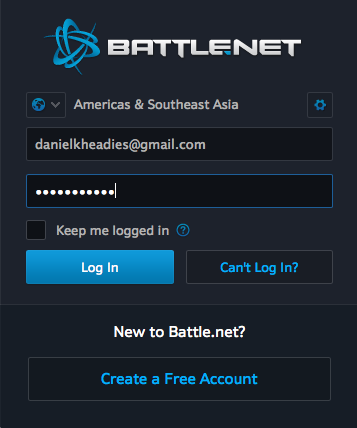 BATTLE.NET
Americas & Southeast Asia
danielkheadies@gmail.com
•••••••••••
Keep me logged in ?
Log In
Can't Log In?
New to Battle.net?
Create a Free Account